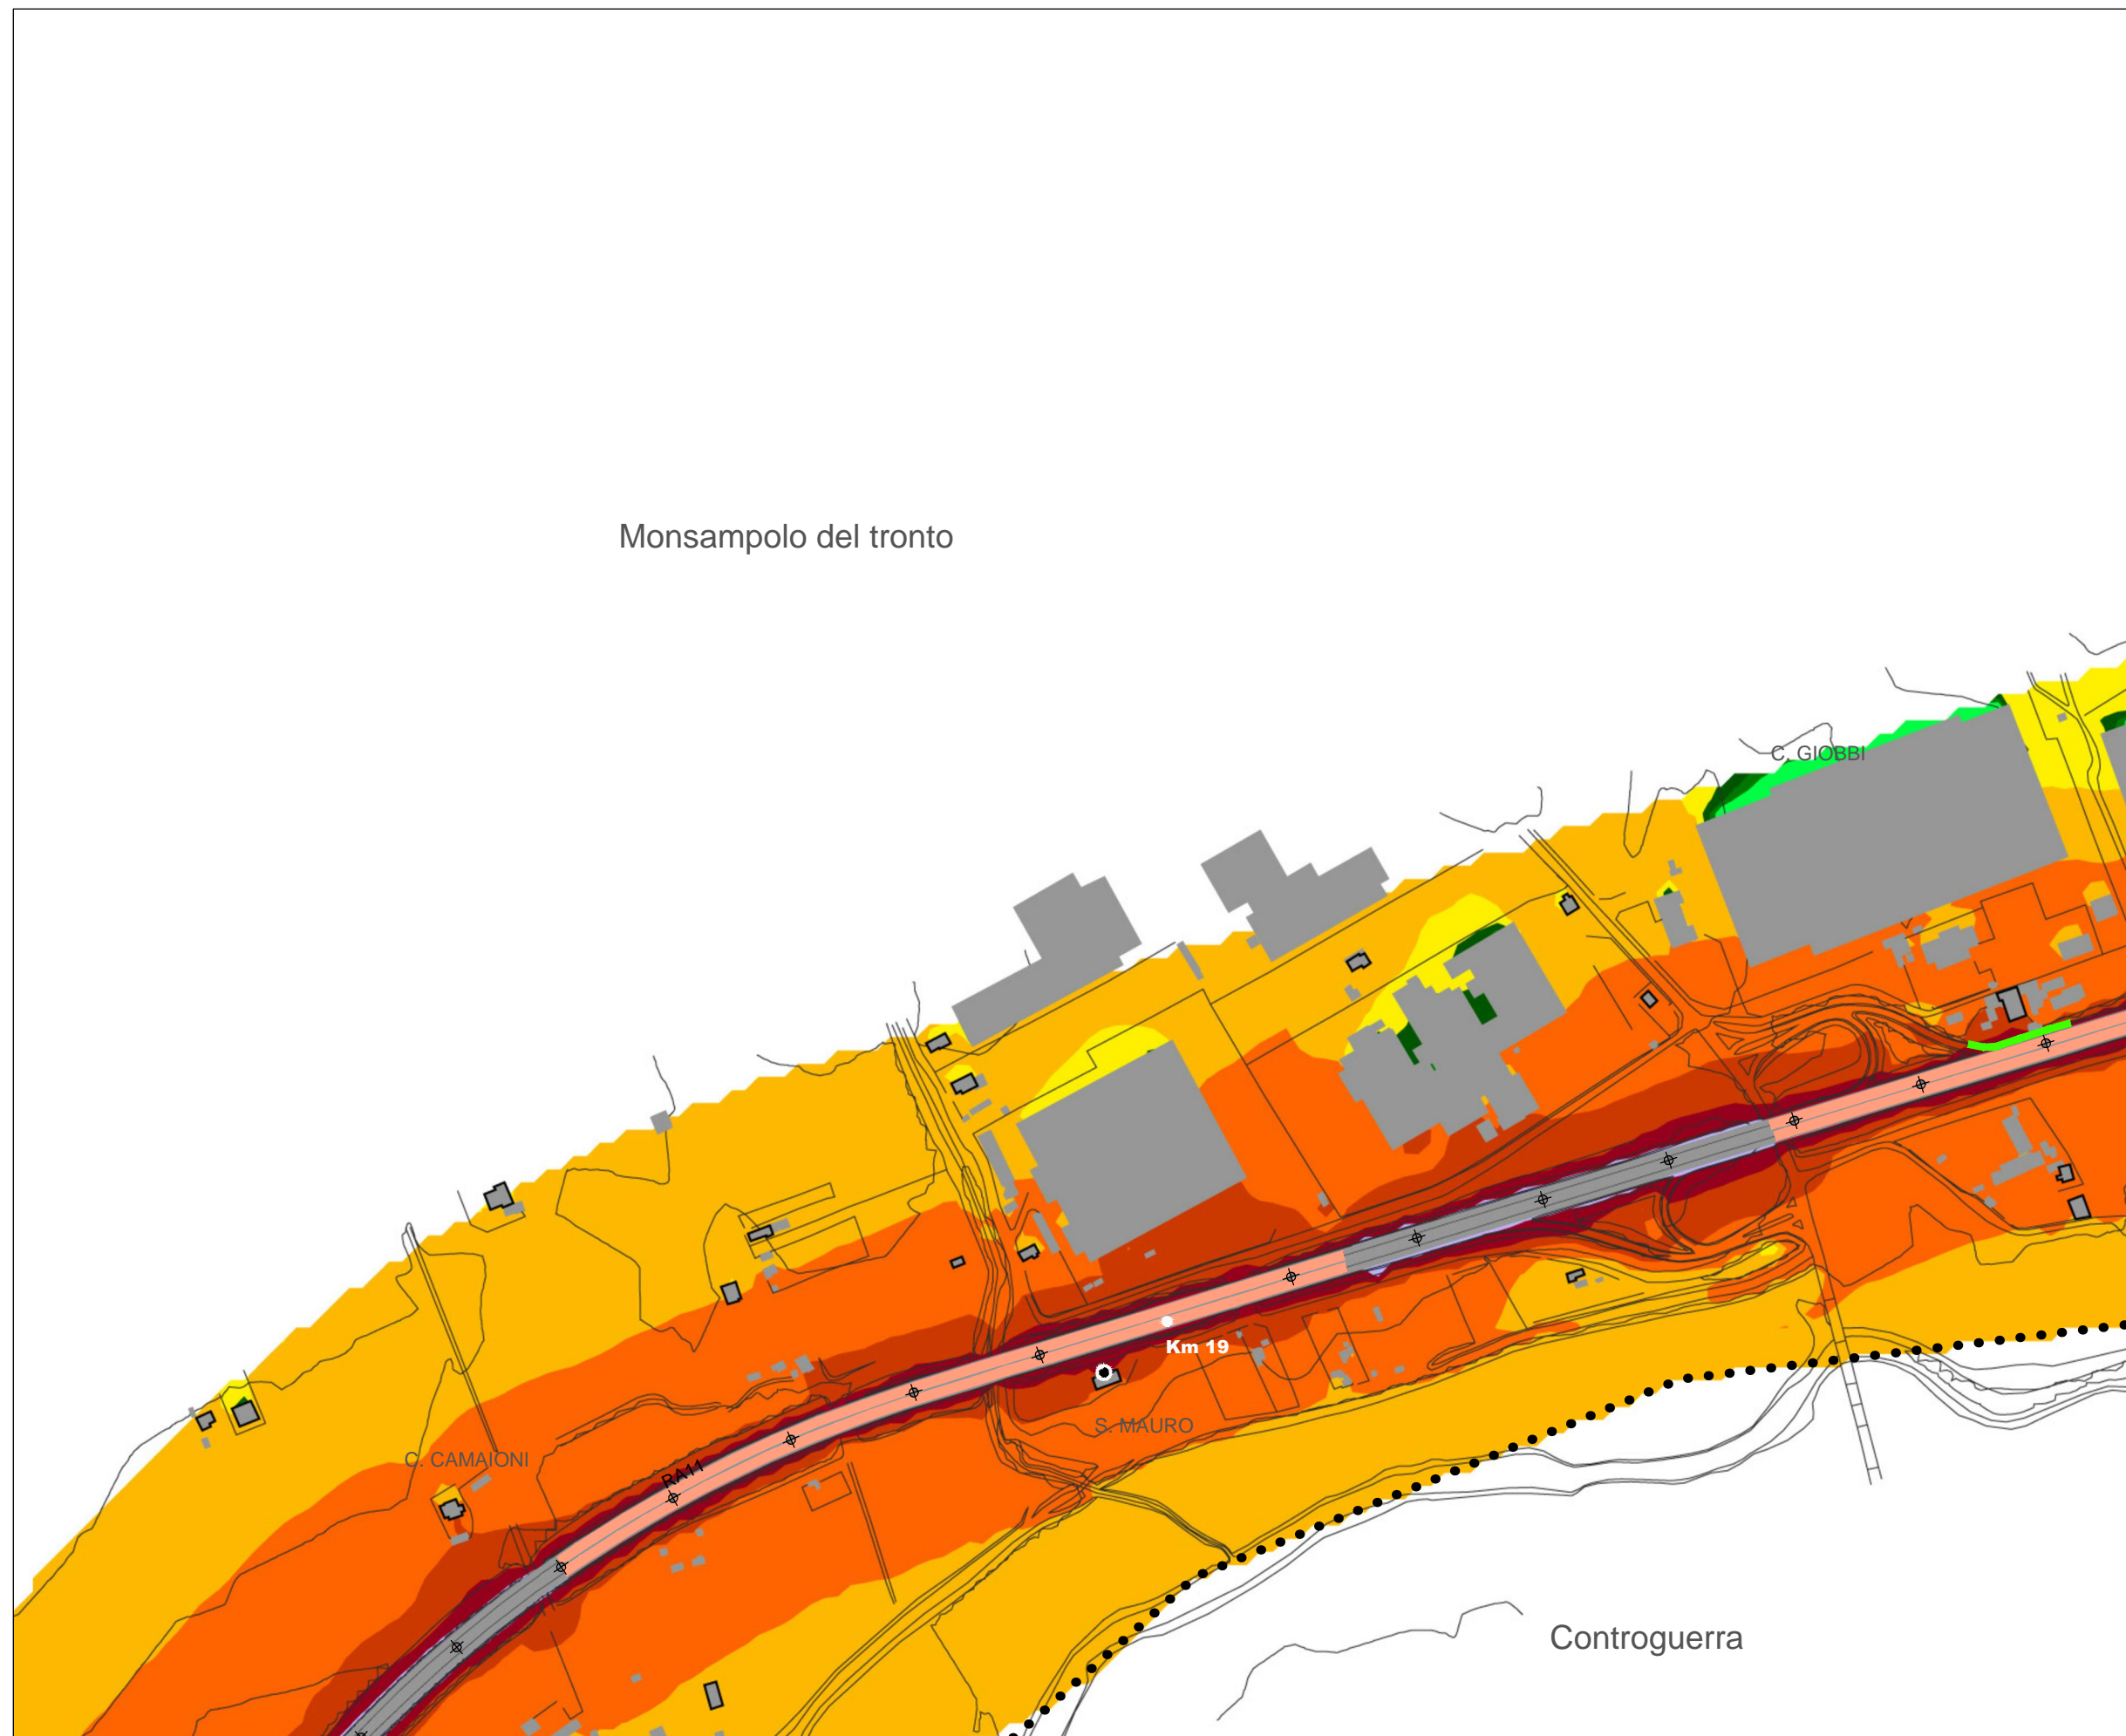 Monsampolo del tronto
C. GIOBBI
Km 19
S. MAURO
C. CAMAIONI
RA11
Controguerra